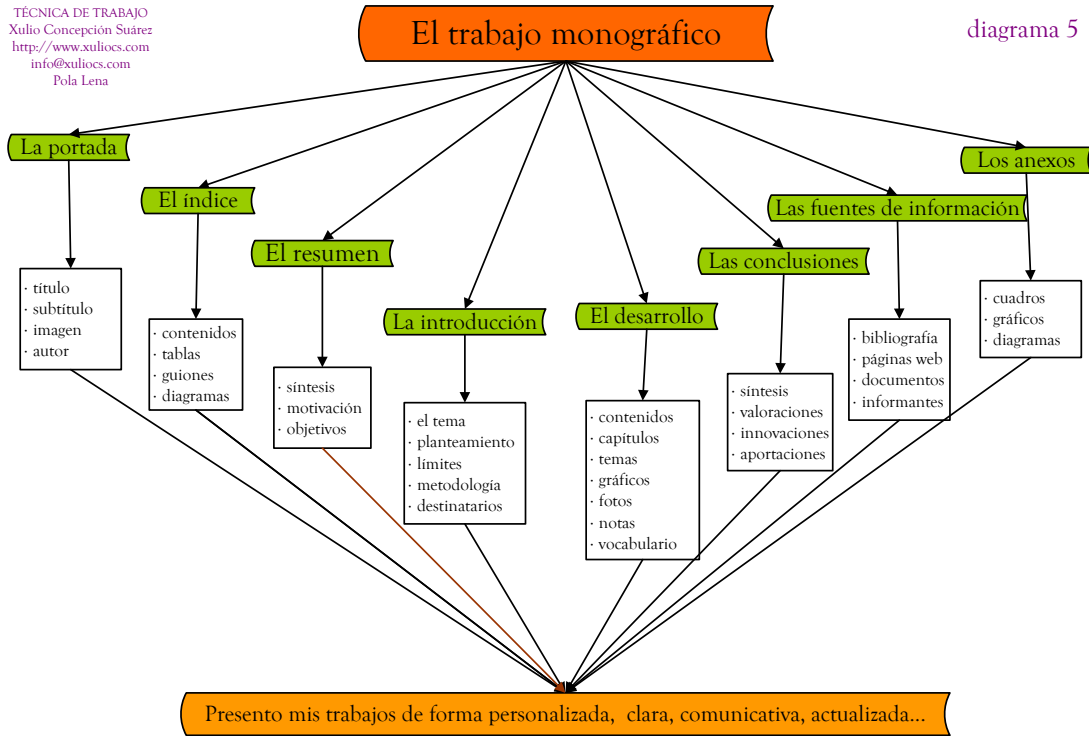 TÉCNICA DE TRABAJO
Xulio Concepción Suárez
http://www.xuliocs.com
info@xuliocs.com
Pola Lena
El trabajo monográfico
diagrama 5
La portada
· título
· subtítulo
· imagen
· autor
El índice
· contenidos
· tablas
· guiones
· diagramas
El resumen
· síntesis
· motivación
· objetivos
La introducción
· el tema
· planteamiento
· límites
· metodología
· destinatarios
El desarrollo
· contenidos
· capítulos
· temas
· gráficos
· fotos
· notas
· vocabulario
Las conclusiones
· síntesis
· valoraciones
· innovaciones
· aportaciones
Las fuentes de información
· bibliografía
· páginas web
· documentos
· informantes
Los anexos
· cuadros
· gráficos
· diagramas
Presento mis trabajos de forma personalizada, clara, comunicativa, actualizada...